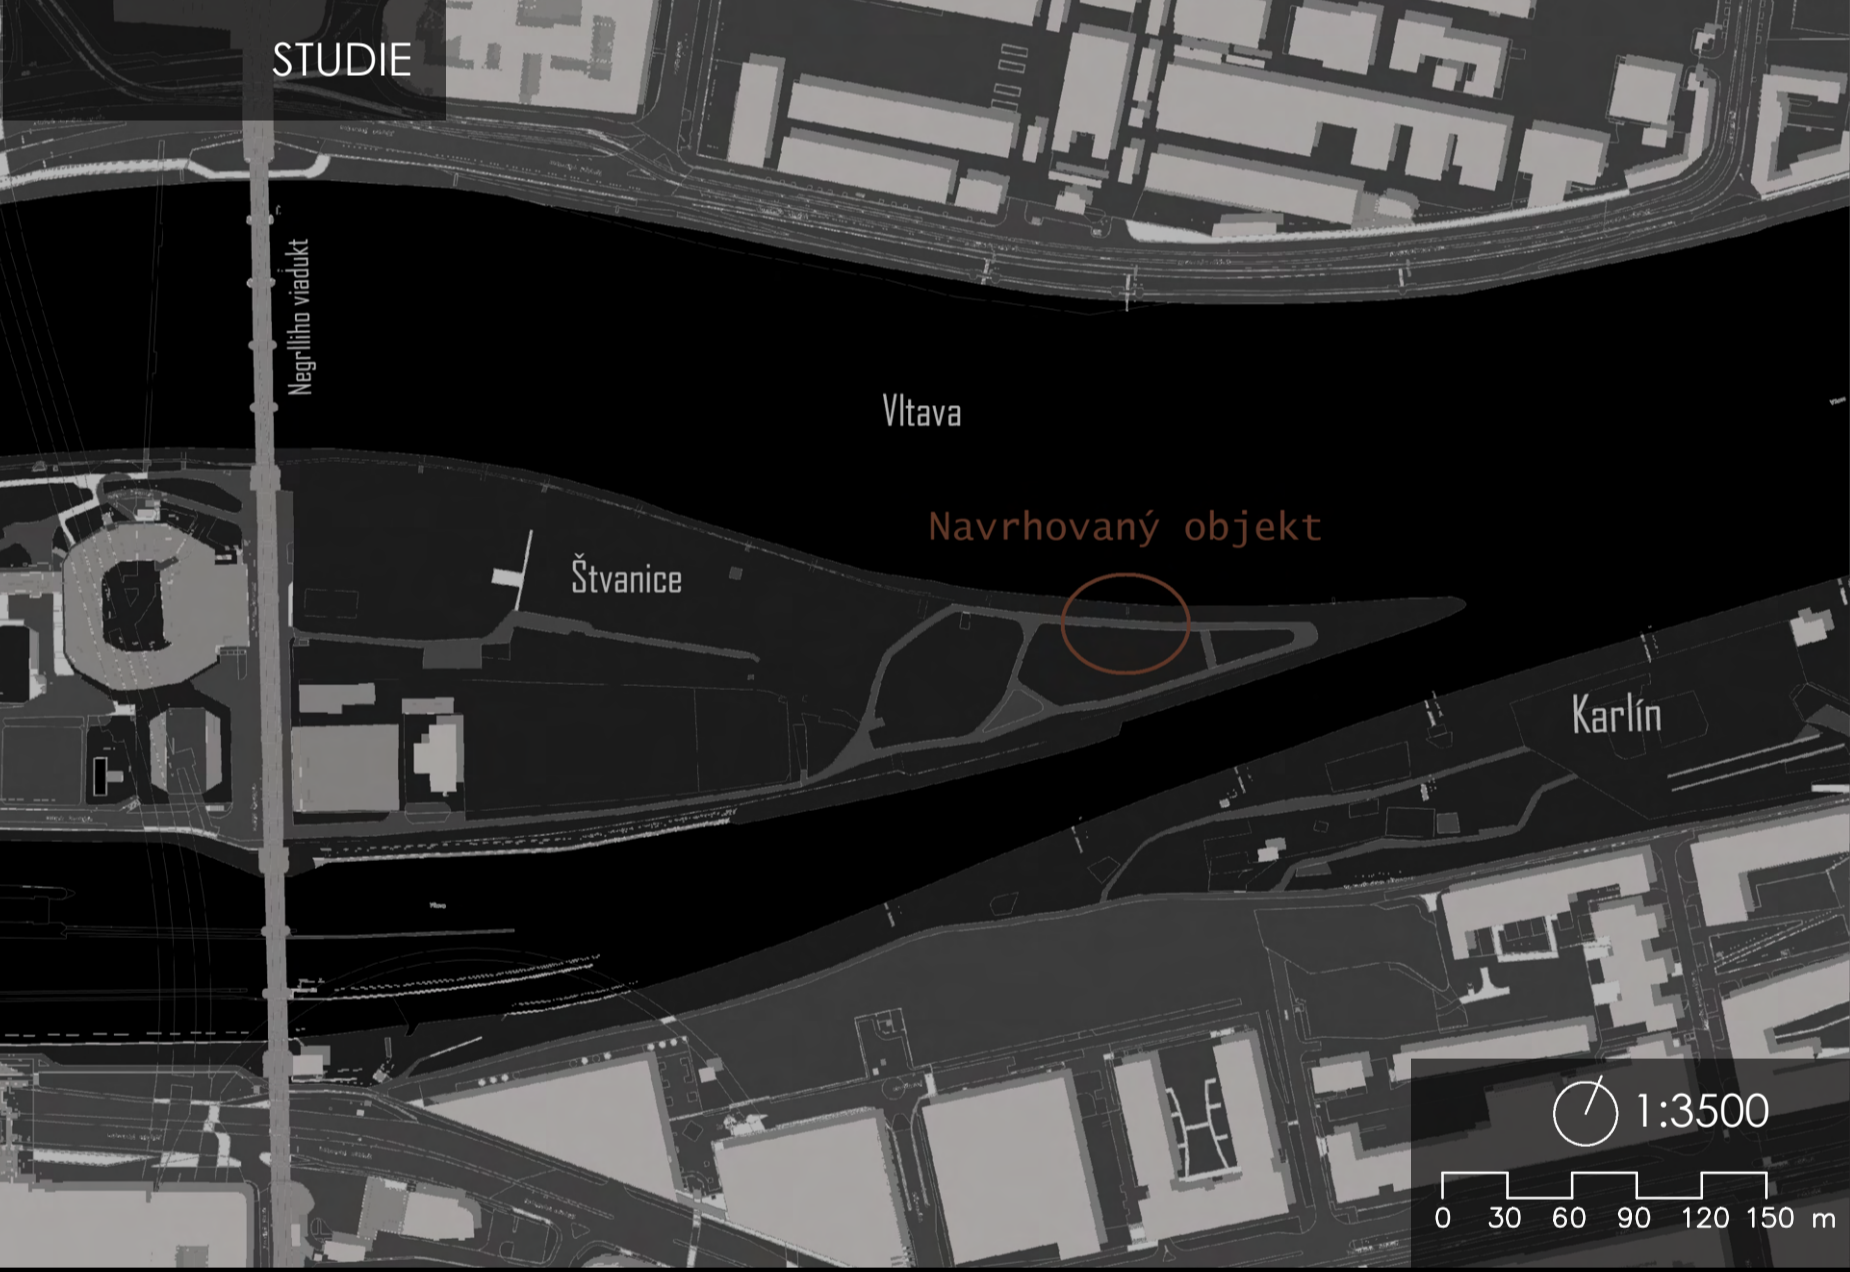 STUDIE
Negrlliho viadukt
Vltava
Navrhovaný objekt
Štvanice
Karlín
1:3500
0 30 60 90 120 150 m